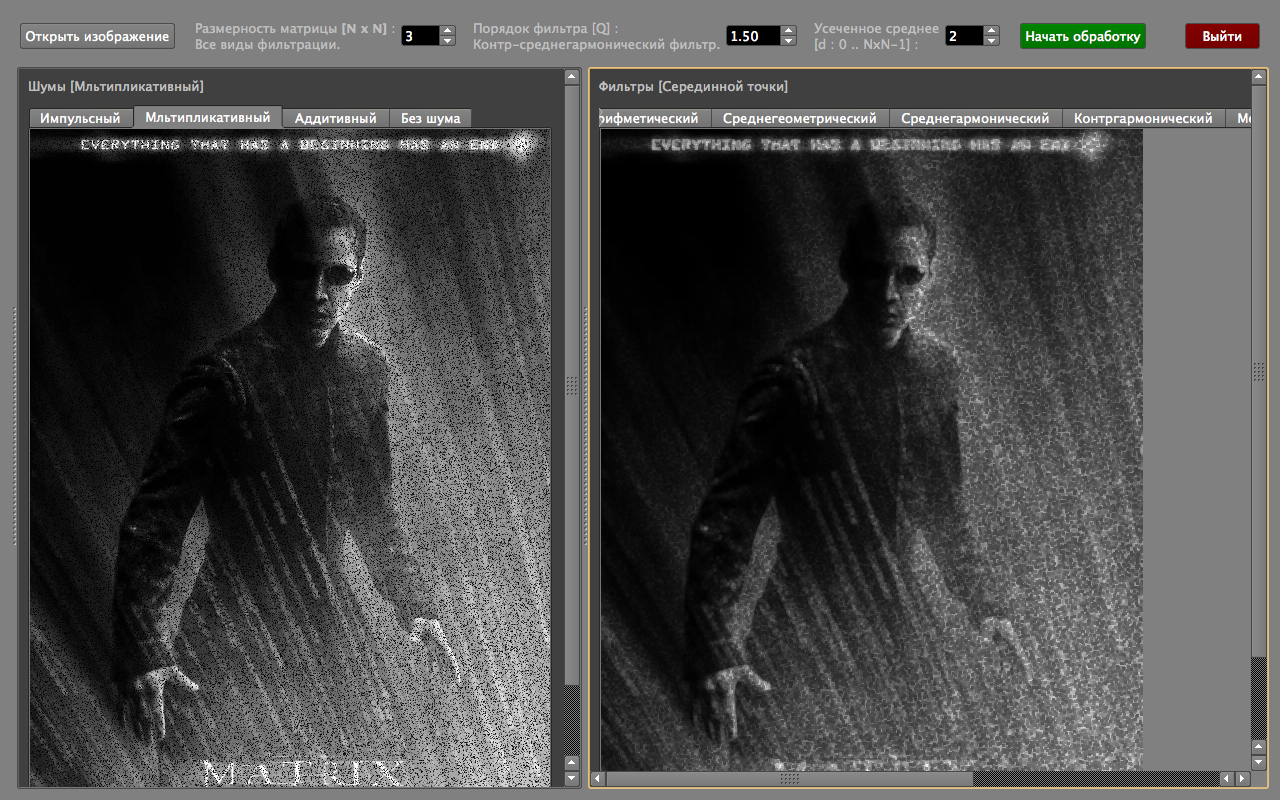 Открыть изображение
Размерность матрицы [N x N] :
Все виды фильтрации.
3
Порядок фильтра [Q] :
Контр-среднегармонический фильтр.
1.50
Усеченное среднее
[d : 0 .. NxN-1] :
2
Начать обработку
Выйти
Шумы [Мльтипликативный]
Импульсный
Мльтипликативный
Аддитивный
Без шума
EVERYTHING THAT HAS A BEGINNING HAS AN END
MATRIX
Фильтры [Серединной точки]
рифметический
Среднегеометрический
Среднегармонический
Контргармонический
EVERYTHING THAT HAS A BEGINNING HAS AN END